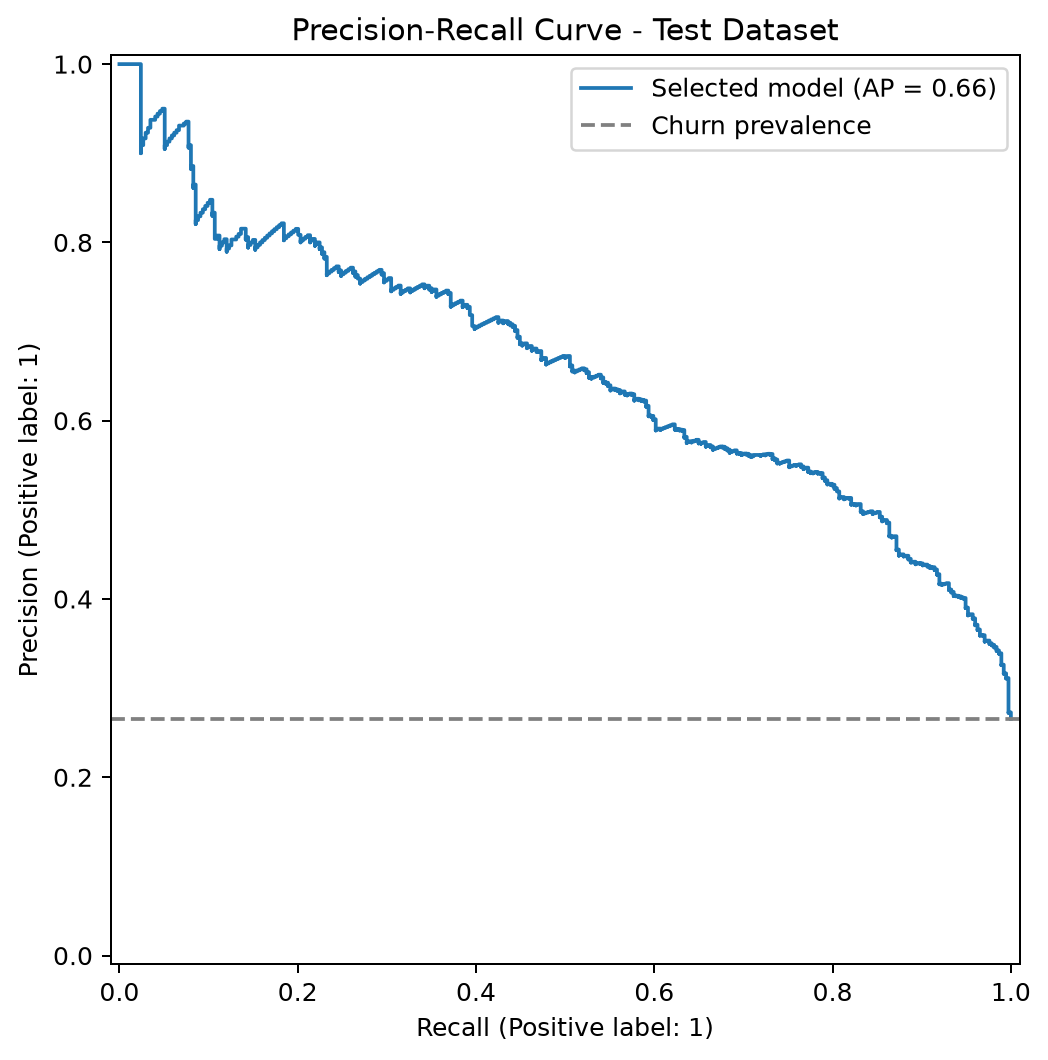 Precision-Recall Curve - Test Dataset
Selected model (AP = 0.66)
Churn prevalence
Precision (Positive label: 1)
1.0
0.8
0.6
0.4
0.2
0.0
0.0 0.2 0.4 0.6 0.8 1.0
Recall (Positive label: 1)